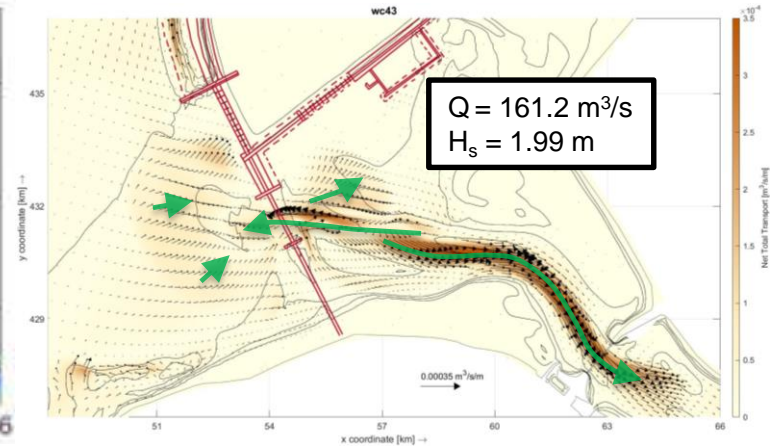 wc43
Q = 161.2 m³/s
Hₛ = 1.99 m
435
432
429
y coordinate [km] →
51
54
57
60
63
66
x coordinate [km] →
0.00035 m³/s/m
×10⁻⁴
3.5
3
2.5
2
1.5
1
0.5
0
Net Total Transport [m³/s/m]